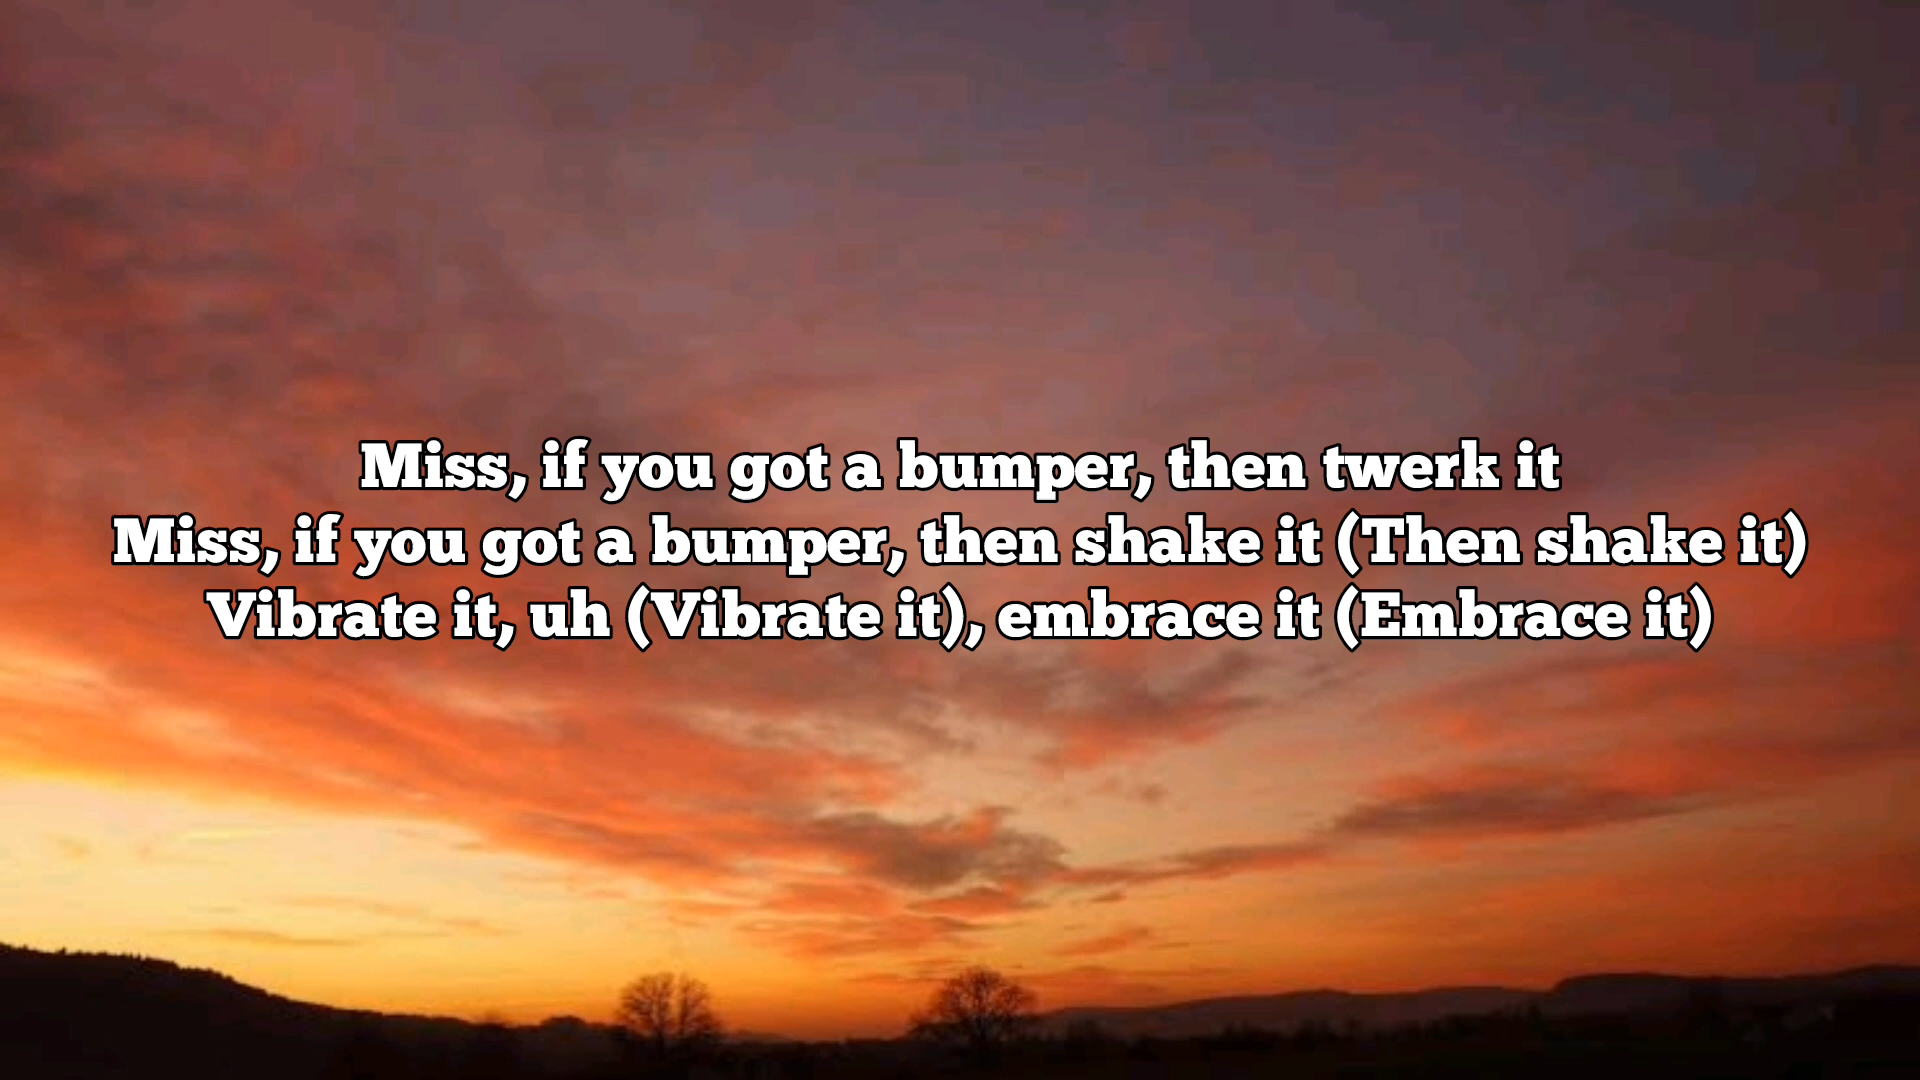 Miss, if you got a bumper, then twerk it
Miss, if you got a bumper, then shake it (Then shake it)
Vibrate it, uh (Vibrate it), embrace it (Embrace it)